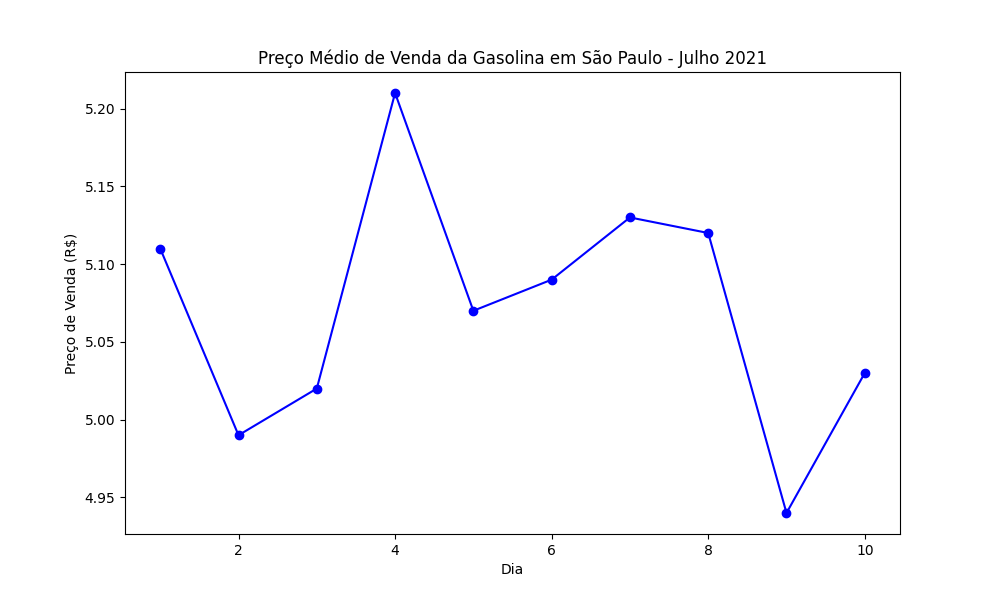 Preço Médio de Venda da Gasolina em São Paulo - Julho 2021
Preço de Venda (R$)
5.20
5.15
5.10
5.05
5.00
4.95
2 4 6 8 10
Dia